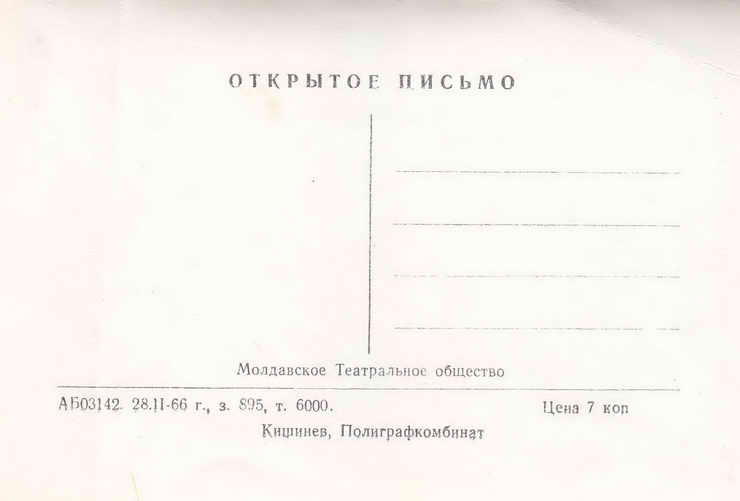 ОТКРЫТОЕ ПИСЬМО
Молдавское Театральное общество
АБ03142. 28.II-66 г., з. 895, т. 6000.
Цена 7 коп
Кишинев, Полиграфкомбинат